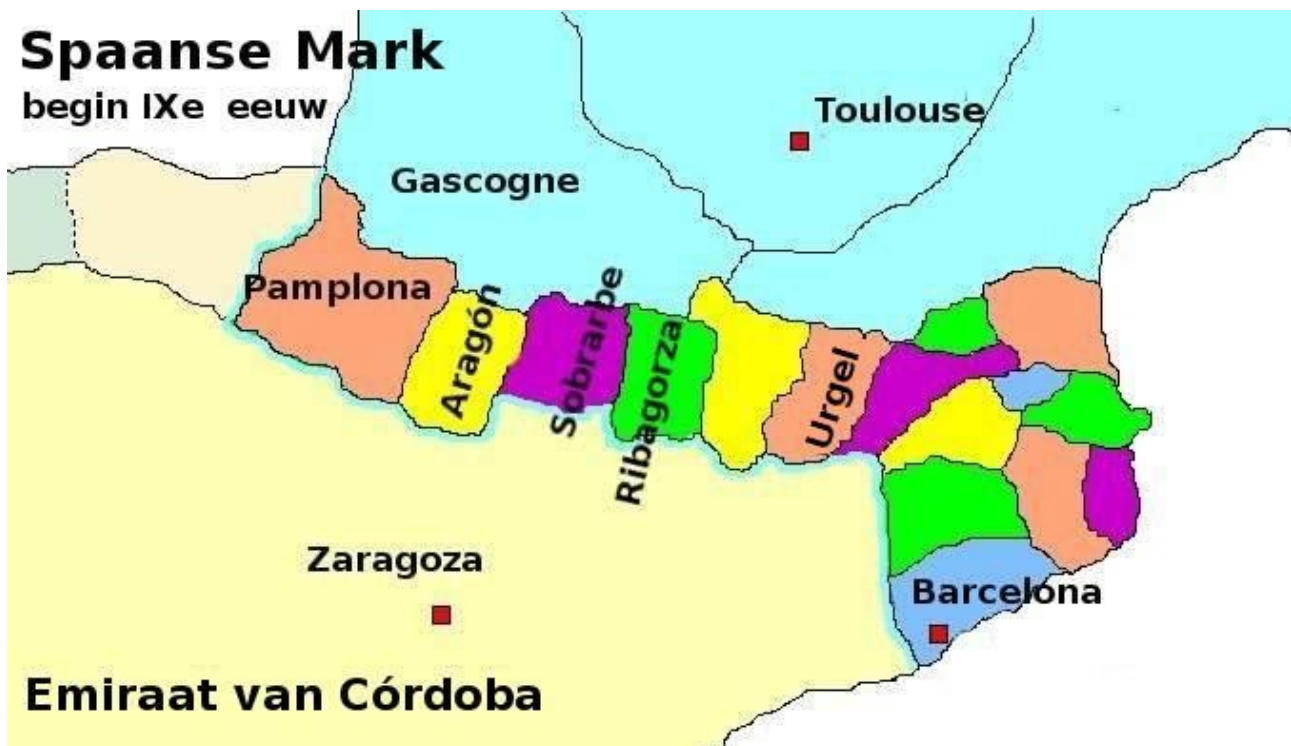 Spaanse Mark
begin IXe eeuw
Toulouse
Gascogne
Pamplona
Aragón
Sobrarbe
Ribagorza
Urgel
Zaragoza
Barcelona
Emiraat van Córdoba